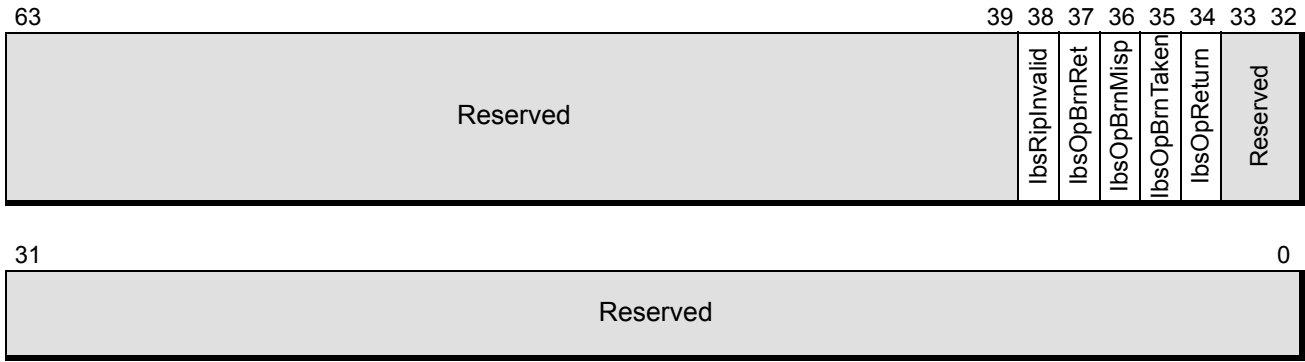 63 39 38 37 36 35 34 33 32
Reserved
IbsRipInvalid
IbsOpBrnRet
IbsOpBrnMisp
IbsOpBrnTaken
IbsOpReturn
Reserved
31 0
Reserved